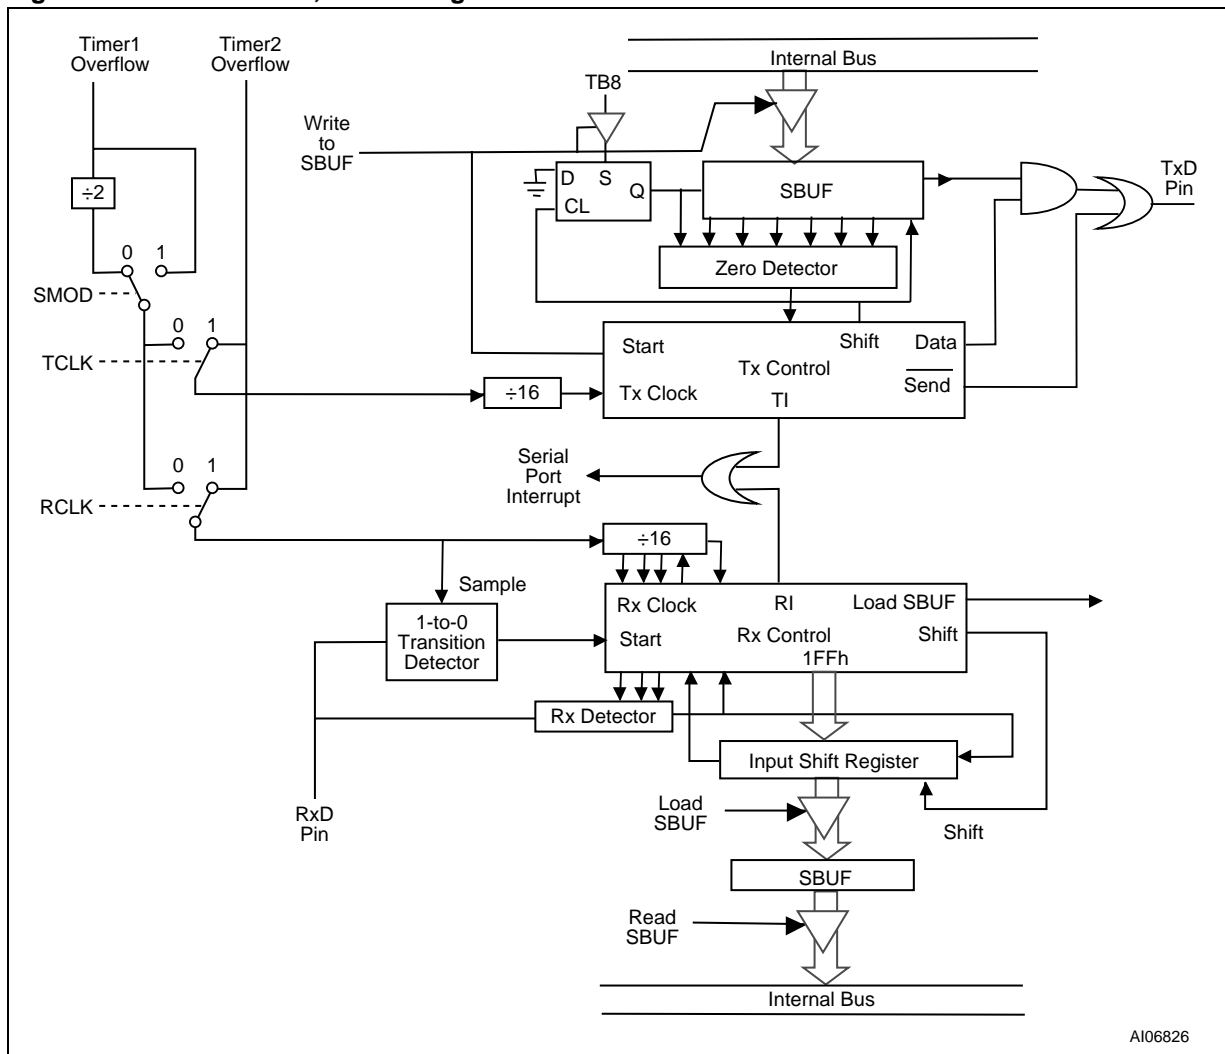 Timer1
Overflow
Timer2
Overflow
Internal Bus
TB8
Write
to
SBUF
D S
Q
CL
SBUF
TxD
Pin
÷2
0 1
SMOD
Zero Detector
0 1
TCLK
Start
Shift
Data
Tx Control
Send
÷16
Tx Clock
TI
Serial
Port
Interrupt
0 1
RCLK
÷16
Sample
1-to-0
Transition
Detector
Rx Clock
RI
Load SBUF
Start
Rx Control
Shift
1FFh
Rx Detector
Input Shift Register
RxD
Pin
Load
SBUF
Shift
SBUF
Read
SBUF
Internal Bus
AI06826